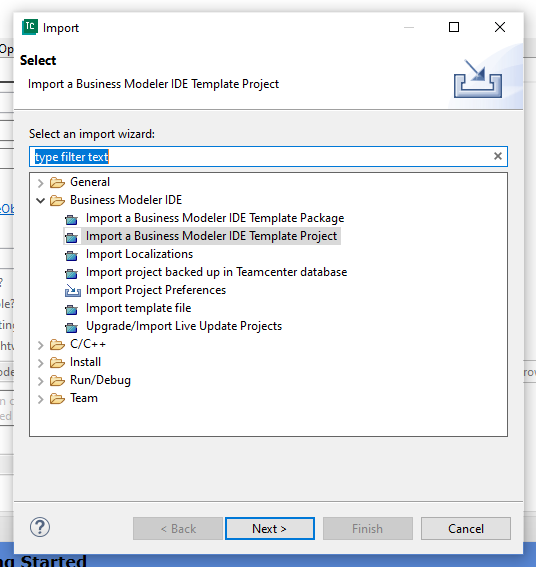 TC Import
Op
Select
Import a Business Modeler IDE Template Project
Select an import wizard:
type filter text
General
Business Modeler IDE
Import a Business Modeler IDE Template Package
Import a Business Modeler IDE Template Project
Import Localizations
Import project backed up in Teamcenter database
Import Project Preferences
Import template file
Upgrade/Import Live Update Projects
C/C++
Install
Run/Debug
Team
? < Back Next > Finish Cancel
ng Started